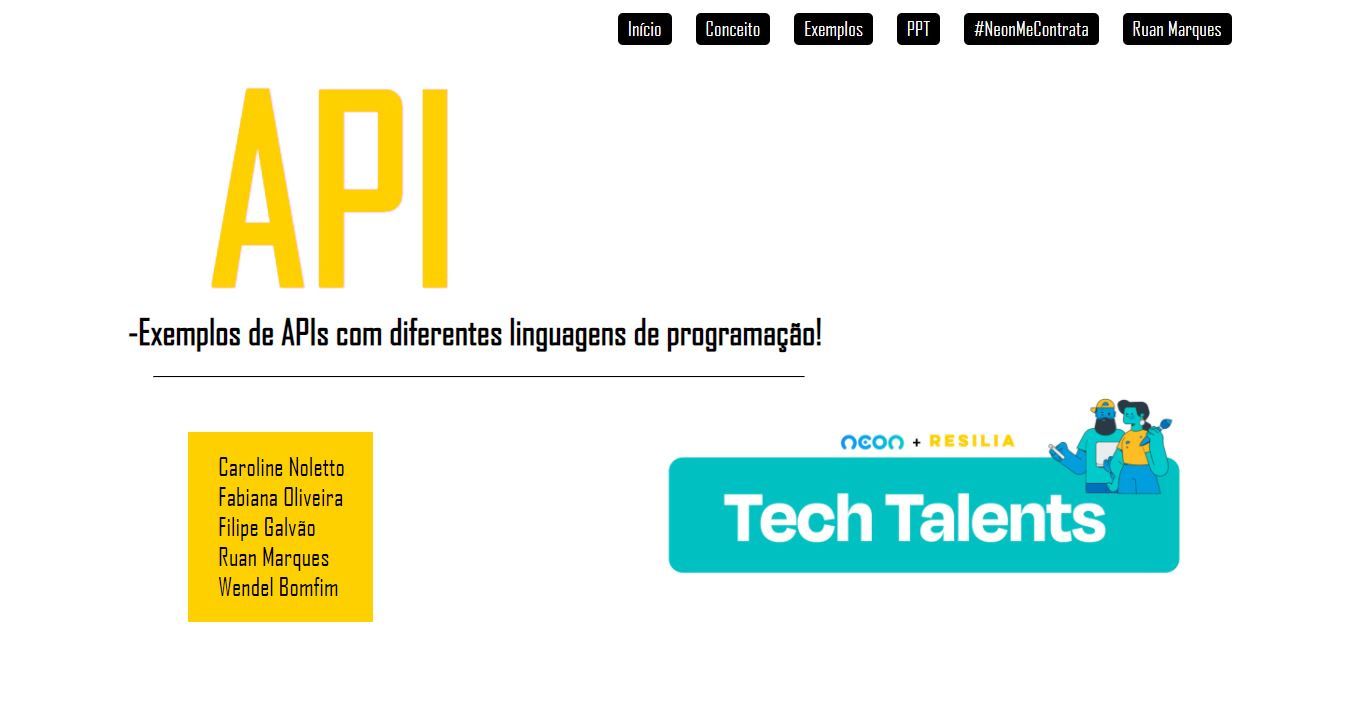 Início Conceito Exemplos PPT #NeonMeContrata Ruan Marques
API
-Exemplos de APIs com diferentes linguagens de programação!
neon + RESILIA
Tech Talents
Caroline Noletto
Fabiana Oliveira
Filipe Galvão
Ruan Marques
Wendel Bomfim